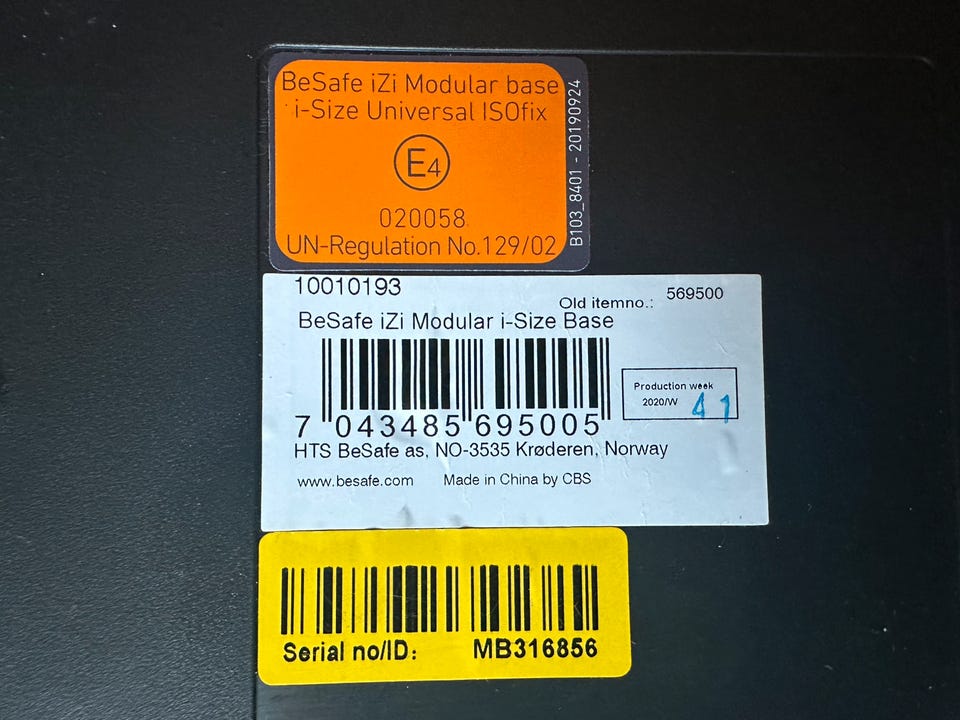 BeSafe iZi Modular base
i-Size Universal ISOfix
E4
020058
UN-Regulation No.129/02
B103_8401 - 20190924
10010193
Old itemno.: 569500
BeSafe iZi Modular i-Size Base
Production week
2020/W 41
7 043485 695005
HTS BeSafe as, NO-3535 Krøderen, Norway
www.besafe.com Made in China by CBS
Serial no/ID: MB316856